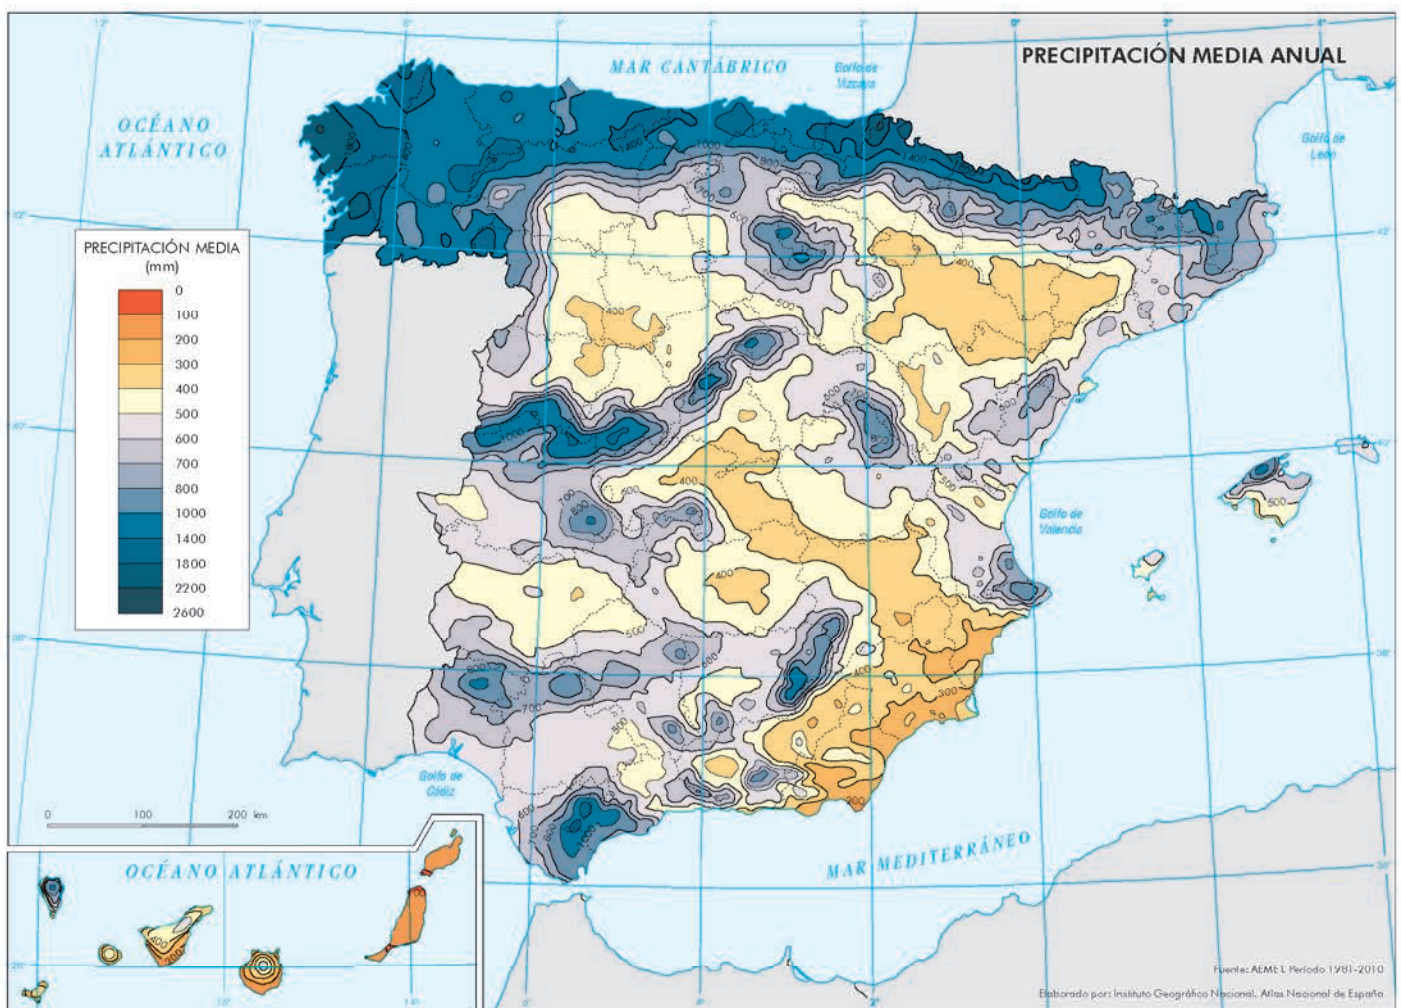 PRECIPITACIÓN MEDIA ANUAL
MAR CANTÁBRICO
Golfo de
Vizcaya
OCÉANO
ATLÁNTICO
Golfo de
León
PRECIPITACIÓN MEDIA
(mm)
0
100
200
300
400
500
600
700
800
1000
1400
1800
2200
2600
Golfo de
Valencia
Golfo de
Cádiz
0 100 200 km
MAR MEDITERRÁNEO
OCÉANO ATLÁNTICO
Fuente: AEMET. Período 1981-2010
Elaborado por: Instituto Geográfico Nacional. Atlas Nacional de España